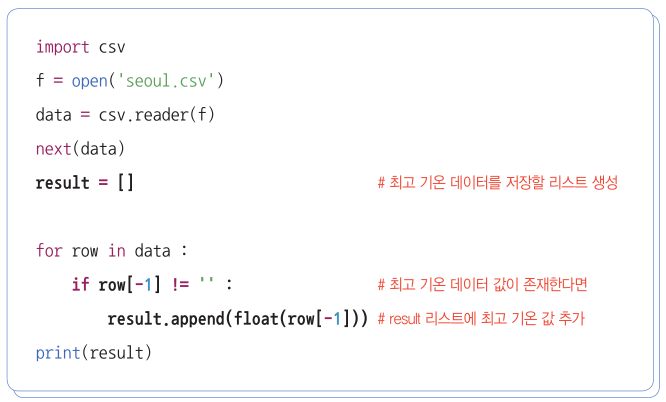 import csv
f = open('seoul.csv')
data = csv.reader(f)
next(data)
result = [] # 최고 기온 데이터를 저장할 리스트 생성
for row in data :
if row[-1] != '' : # 최고 기온 데이터 값이 존재한다면
result.append(float(row[-1])) # result 리스트에 최고 기온 값 추가
print(result)